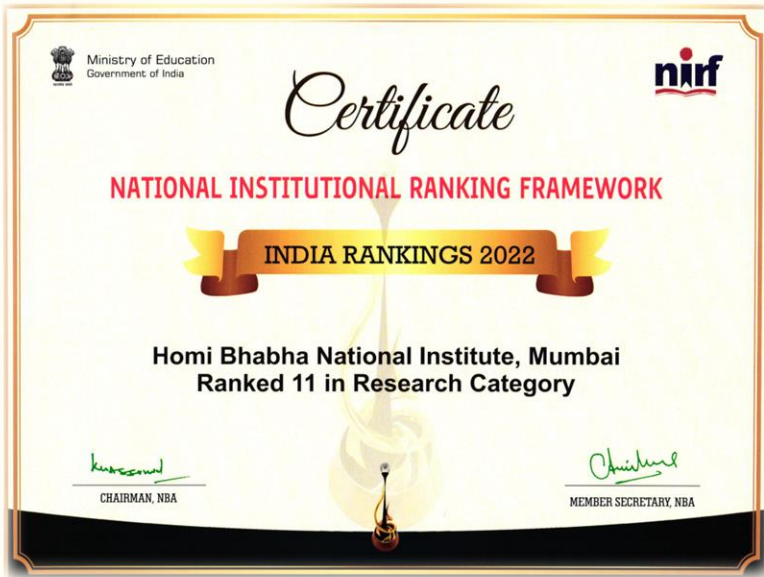 Ministry of Education
Government of India
nirf
Certificate
NATIONAL INSTITUTIONAL RANKING FRAMEWORK
INDIA RANKINGS 2022
Homi Bhabha National Institute, Mumbai
Ranked 11 in Research Category
CHAIRMAN, NBA
MEMBER SECRETARY, NBA